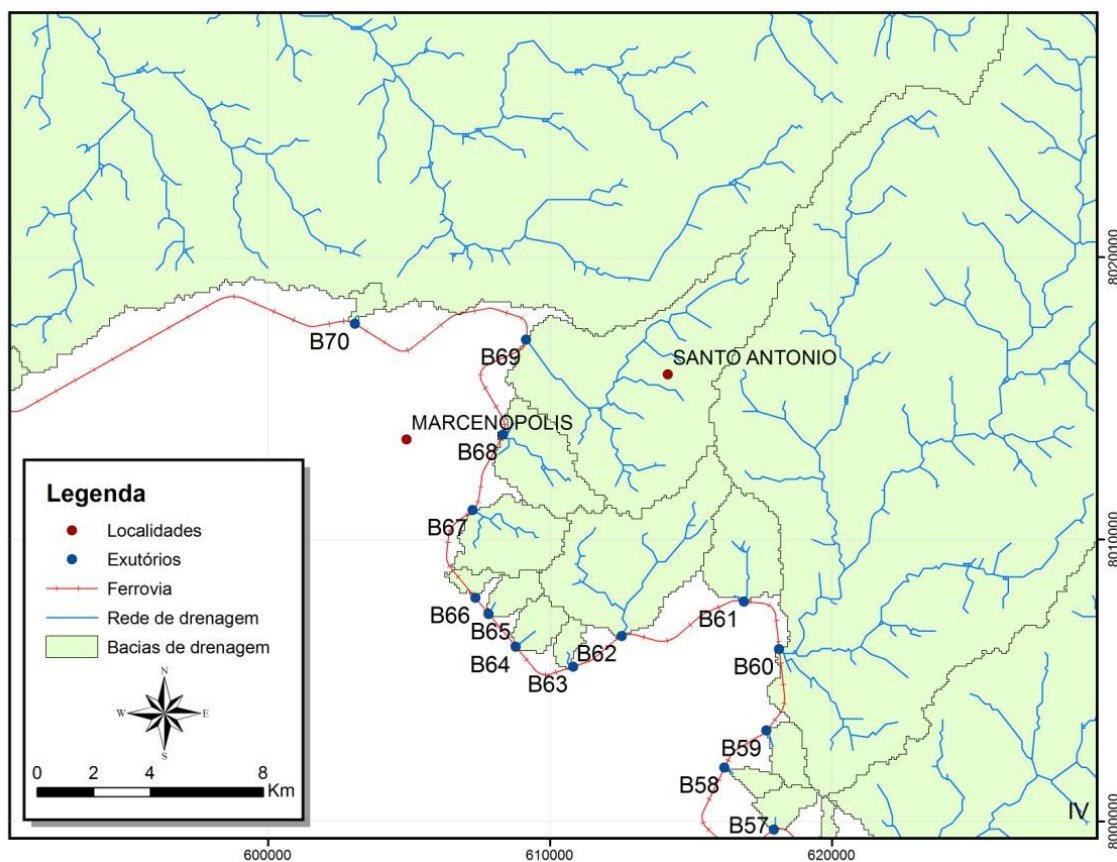 B70
B69
SANTO ANTONIO
MARCENOPOLIS
B68
B67
B66
B65
B64
B63
B62
B61
B60
B59
B58
B57
IV
Legenda
Localidades
Exutórios
Ferrovia
Rede de drenagem
Bacias de drenagem
N
W E
S
0 2 4 8
Km
600000 610000 620000
8020000
8010000
8000000